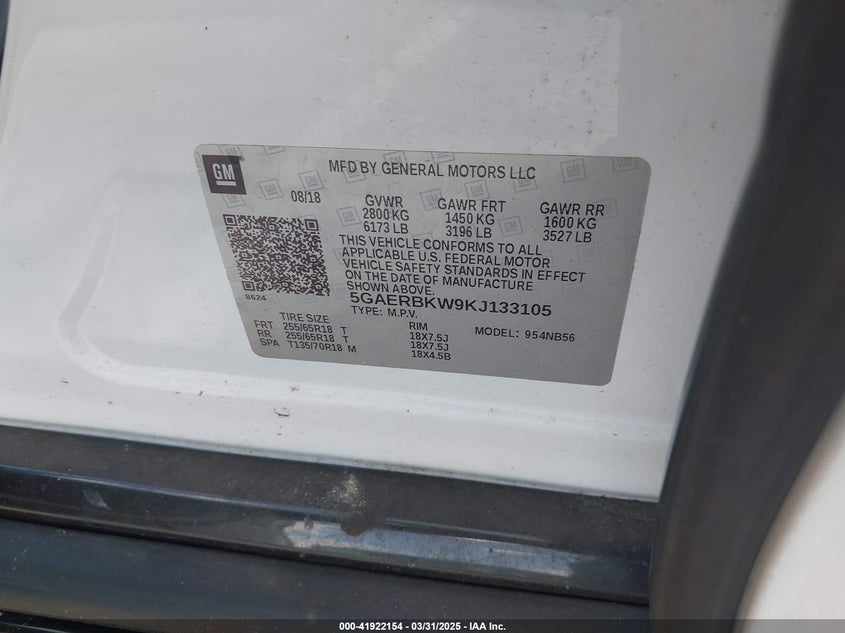 GM
MFD BY GENERAL MOTORS LLC
08/18 GVWR GAWR FRT GAWR RR
2800 KG 1450 KG 1600 KG
6173 LB 3196 LB 3527 LB
THIS VEHICLE CONFORMS TO ALL
APPLICABLE U.S. FEDERAL MOTOR
VEHICLE SAFETY STANDARDS IN EFFECT
ON THE DATE OF MANUFACTURE
SHOWN ABOVE.
8624
5GAERBKW9KJ133105
TYPE: M.P.V.
TIRE SIZE RIM MODEL: 954NB56
FRT 255/65R18 T 18X7.5J
RR 255/65R18 T 18X7.5J
SPA T135/70R18 M 18X4.5B
000-41922154 - 03/31/2025 - IAA Inc.